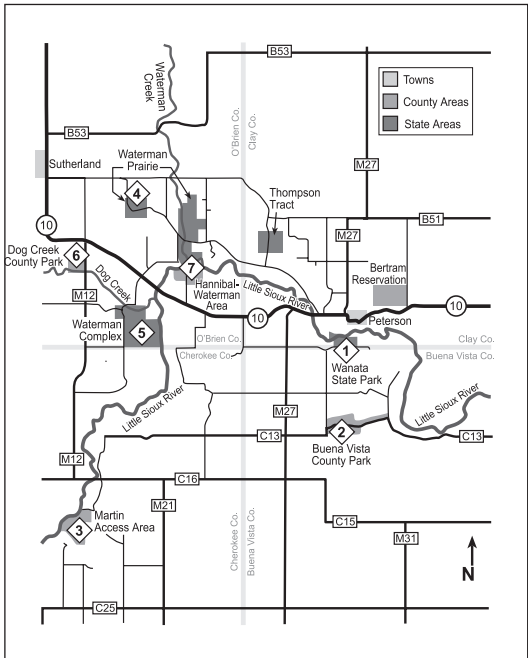 B53
Waterman
Creek
Towns
County Areas
State Areas
O'Brien Co.
Clay Co.
B53
Waterman
Prairie
Sutherland
M27
Thompson
Tract
4
10
B51
M27
Dog Creek
County Park
6
7
Bertram
Reservation
Dog Creek
M12
Hannibal-
Waterman
Area
Little Sioux River
10
10
Peterson
Waterman
Complex
5
O'Brien Co.
Cherokee Co.
Clay Co.
Buena Vista Co.
1
Wanata
State Park
Little Sioux River
M27
Little Sioux River
2
C13
C13
Buena Vista
County Park
M12
C16
M21
Martin
Access Area
3
C15
M31
Cherokee Co.
Buena Vista Co.
N
C25